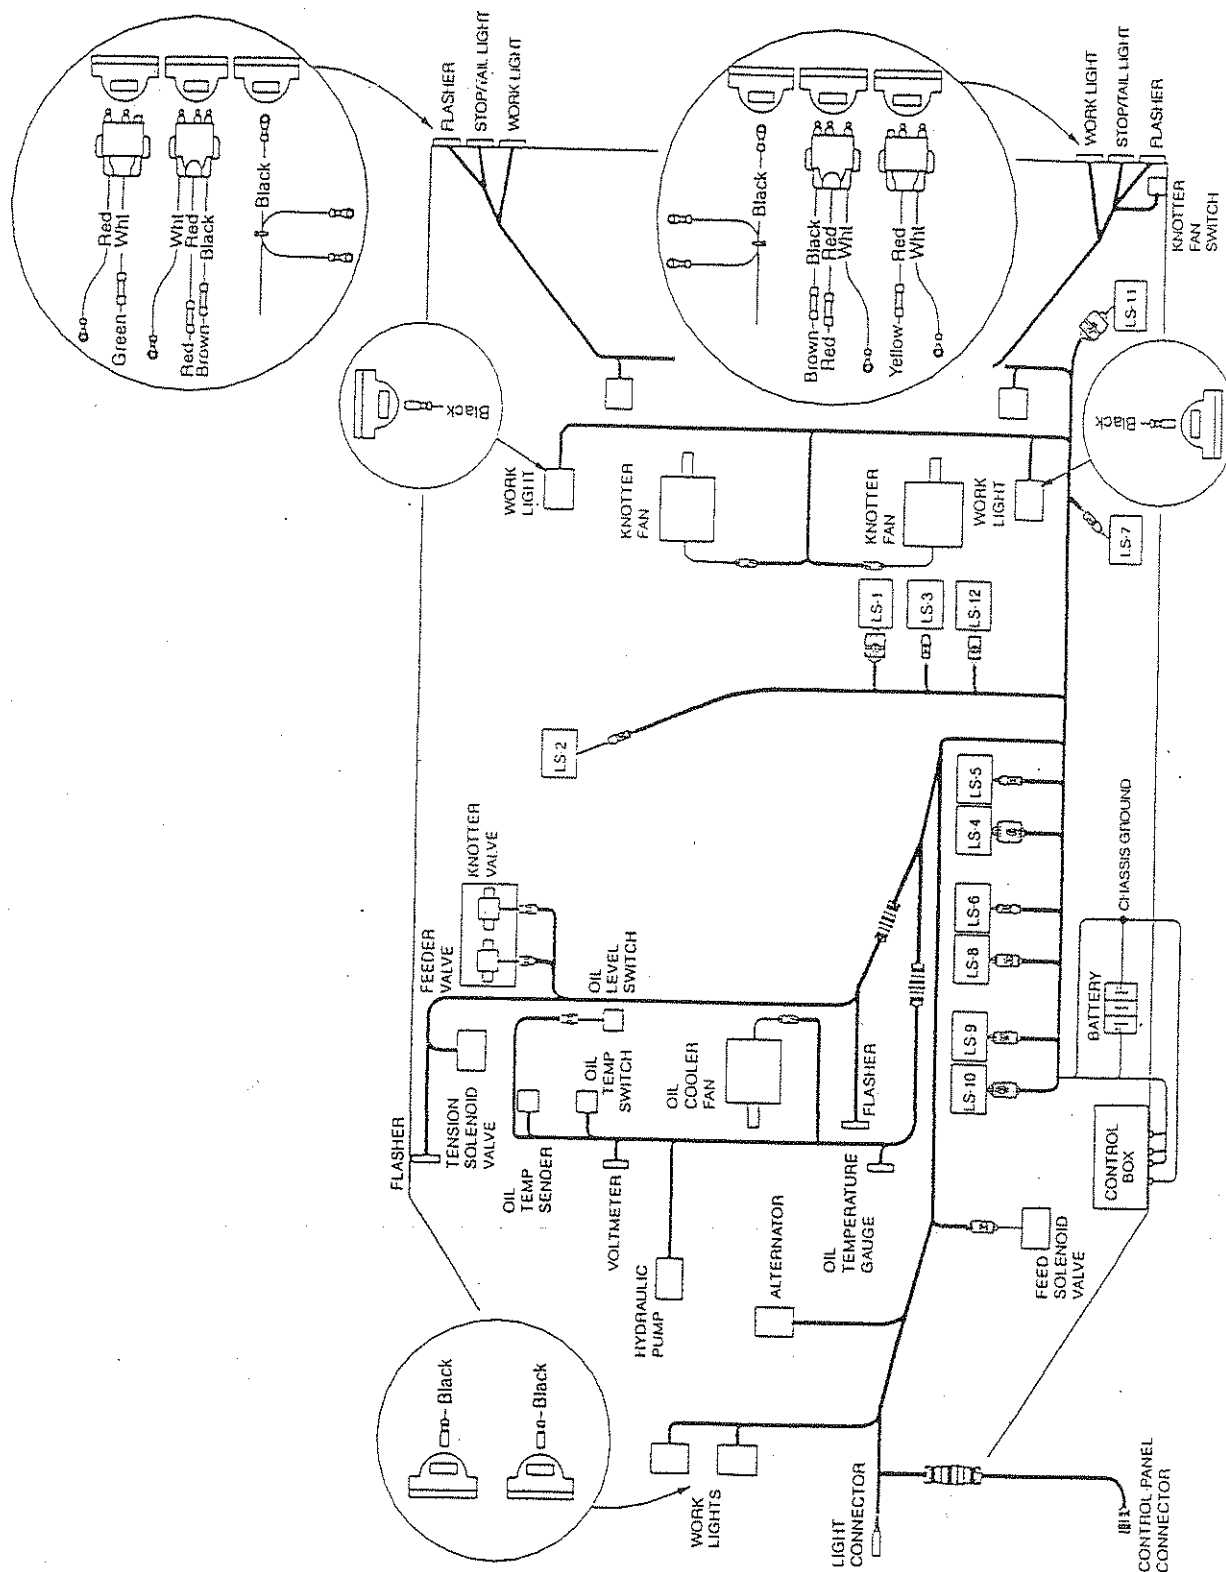 Red
Wht
Green
Wht
Red
Black
Red
Brown
Black
FLASHER
STOP/TAIL LIGHT
WORK LIGHT
Black
Black
Red
Wht
Brown
Red
Red
Wht
Yellow
WORK LIGHT
STOP/TAIL LIGHT
FLASHER
KNOTTER
FAN
SWITCH
LS-11
Black
Black
WORK
LIGHT
KNOTTER
FAN
KNOTTER
FAN
WORK
LIGHT
LS-7
LS-1
LS-3
LS-12
LS-2
LS-5
LS-4
LS-6
LS-8
LS-9
LS-10
CHASSIS GROUND
BATTERY
CONTROL
BOX
KNOTTER
VALVE
FEEDER
VALVE
OIL
LEVEL
SWITCH
FLASHER
TENSION
SOLENOID
VALVE
OIL
TEMP
SWITCH
OIL
COOLER
FAN
FLASHER
OIL
TEMP
SENDER
VOLTMETER
HYDRAULIC
PUMP
OIL
TEMPERATURE
GAUGE
ALTERNATOR
FEED
SOLENOID
VALVE
Black
Black
WORK
LIGHTS
LIGHT
CONNECTOR
CONTROL PANEL
CONNECTOR